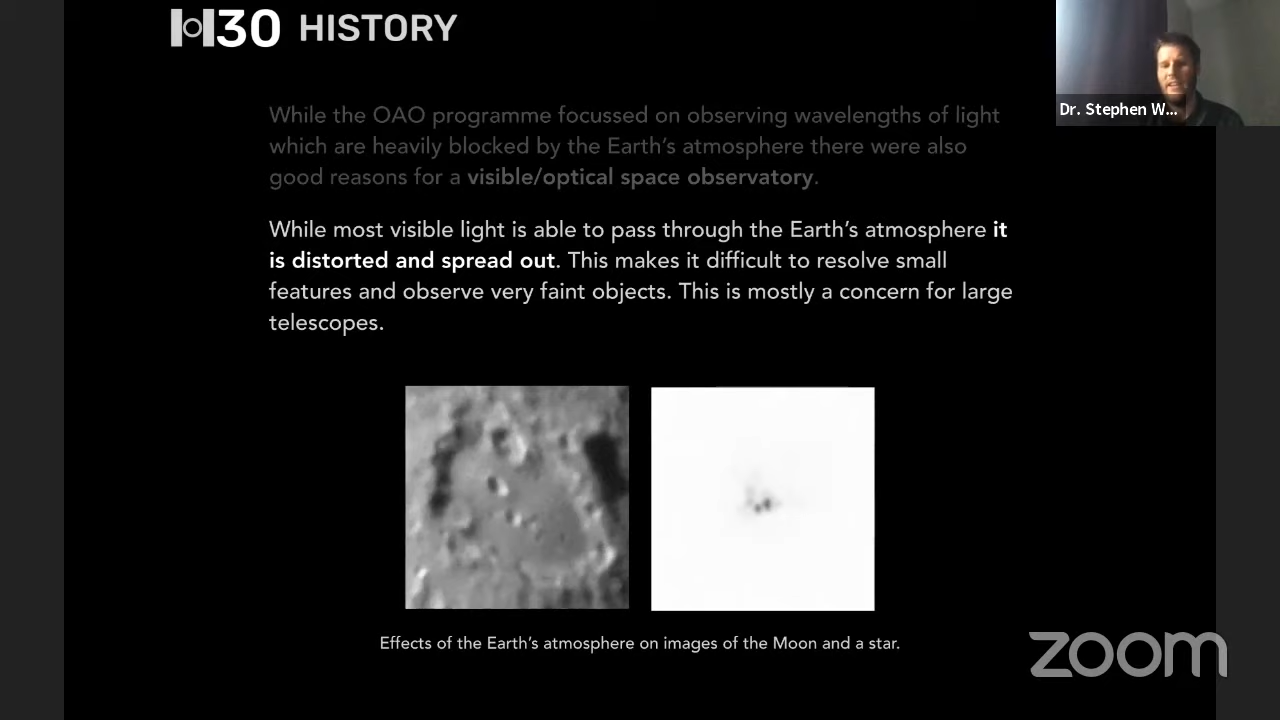 H30 HISTORY
Dr. Stephen W...
While the OAO programme focussed on observing wavelengths of light
which are heavily blocked by the Earth's atmosphere there were also
good reasons for a visible/optical space observatory.
While most visible light is able to pass through the Earth's atmosphere it
is distorted and spread out. This makes it difficult to resolve small
features and observe very faint objects. This is mostly a concern for large
telescopes.
Effects of the Earth's atmosphere on images of the Moon and a star.
zoom